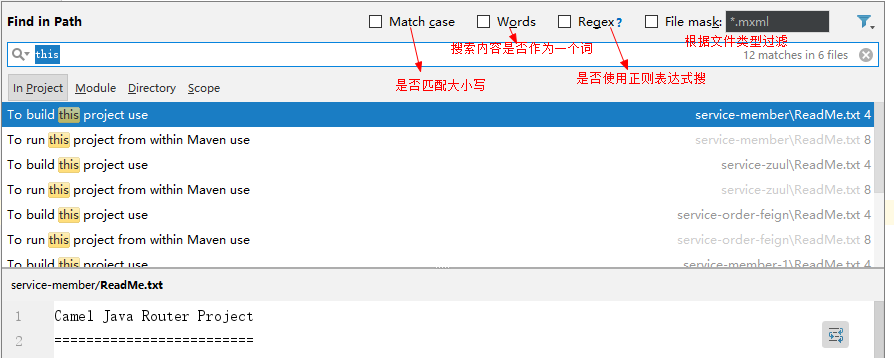 Find in Path
Match case
Words
Regex?
File mask: *.mxml
this
搜索内容是否作为一个词
根据文件类型过滤
12 matches in 6 files
是否匹配大小写
是否使用正则表达式搜
In Project Module Directory Scope
To build this project use service-member\ReadMe.txt 4
To run this project from within Maven use service-member\ReadMe.txt 8
To build this project use service-zuul\ReadMe.txt 4
To run this project from within Maven use service-zuul\ReadMe.txt 8
To build this project use service-order-feign\ReadMe.txt 4
To run this project from within Maven use service-order-feign\ReadMe.txt 8
To build this project use service-member-1\ReadMe.txt 4
service-member/ReadMe.txt
1 Camel Java Router Project
2 =========================